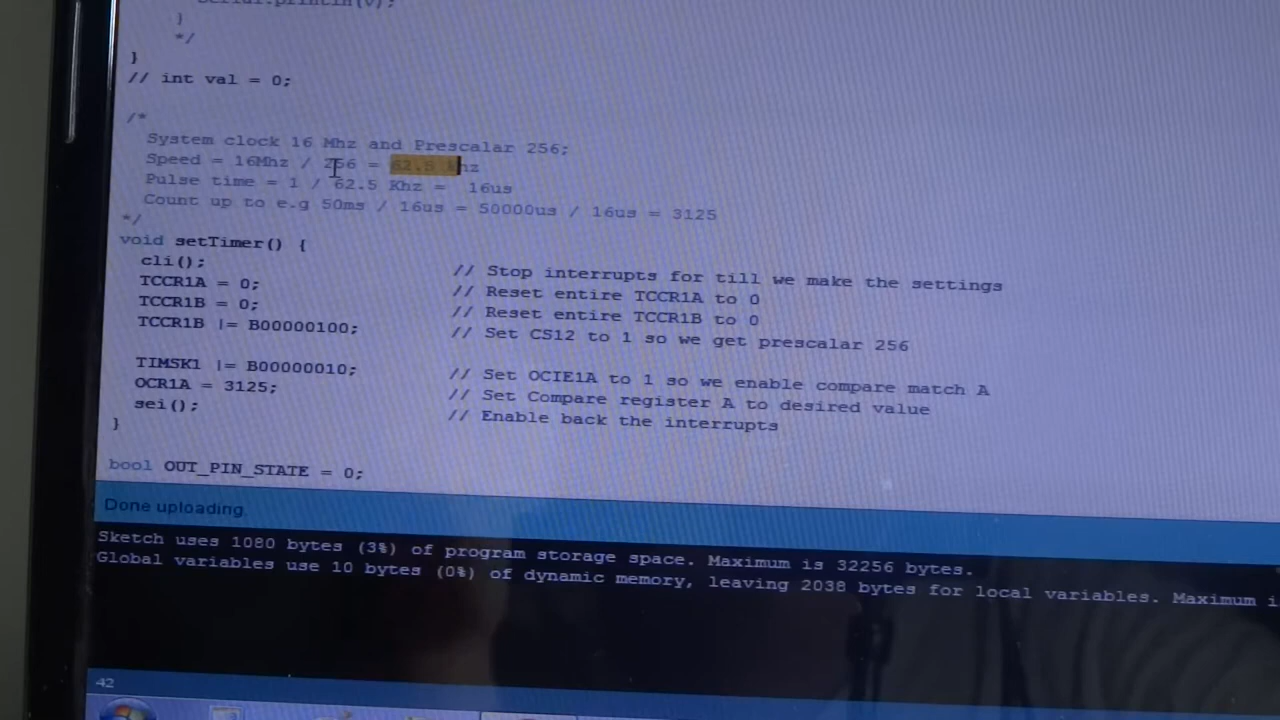 Serial.println(v);
}
*/
}
// int val = 0;
/*
System clock 16 Mhz and Prescalar 256;
Speed = 16Mhz / 256 = 62.5 khz
Pulse time = 1 / 62.5 Khz =  16us
Count up to e.g 50ms / 16us = 50000us / 16us = 3125
*/
void setTimer() {
cli(); // Stop interrupts for till we make the settings
TCCR1A = 0; // Reset entire TCCR1A to 0
TCCR1B = 0; // Reset entire TCCR1B to 0
TCCR1B |= B00000100; // Set CS12 to 1 so we get prescalar 256
TIMSK1 |= B00000010; // Set OCIE1A to 1 so we enable compare match A
OCR1A = 3125; // Set Compare register A to desired value
sei(); // Enable back the interrupts
}
bool OUT_PIN_STATE = 0;
Done uploading.
Sketch uses 1080 bytes (3%) of program storage space. Maximum is 32256 bytes.
Global variables use 10 bytes (0%) of dynamic memory, leaving 2038 bytes for local variables. Maximum i
42